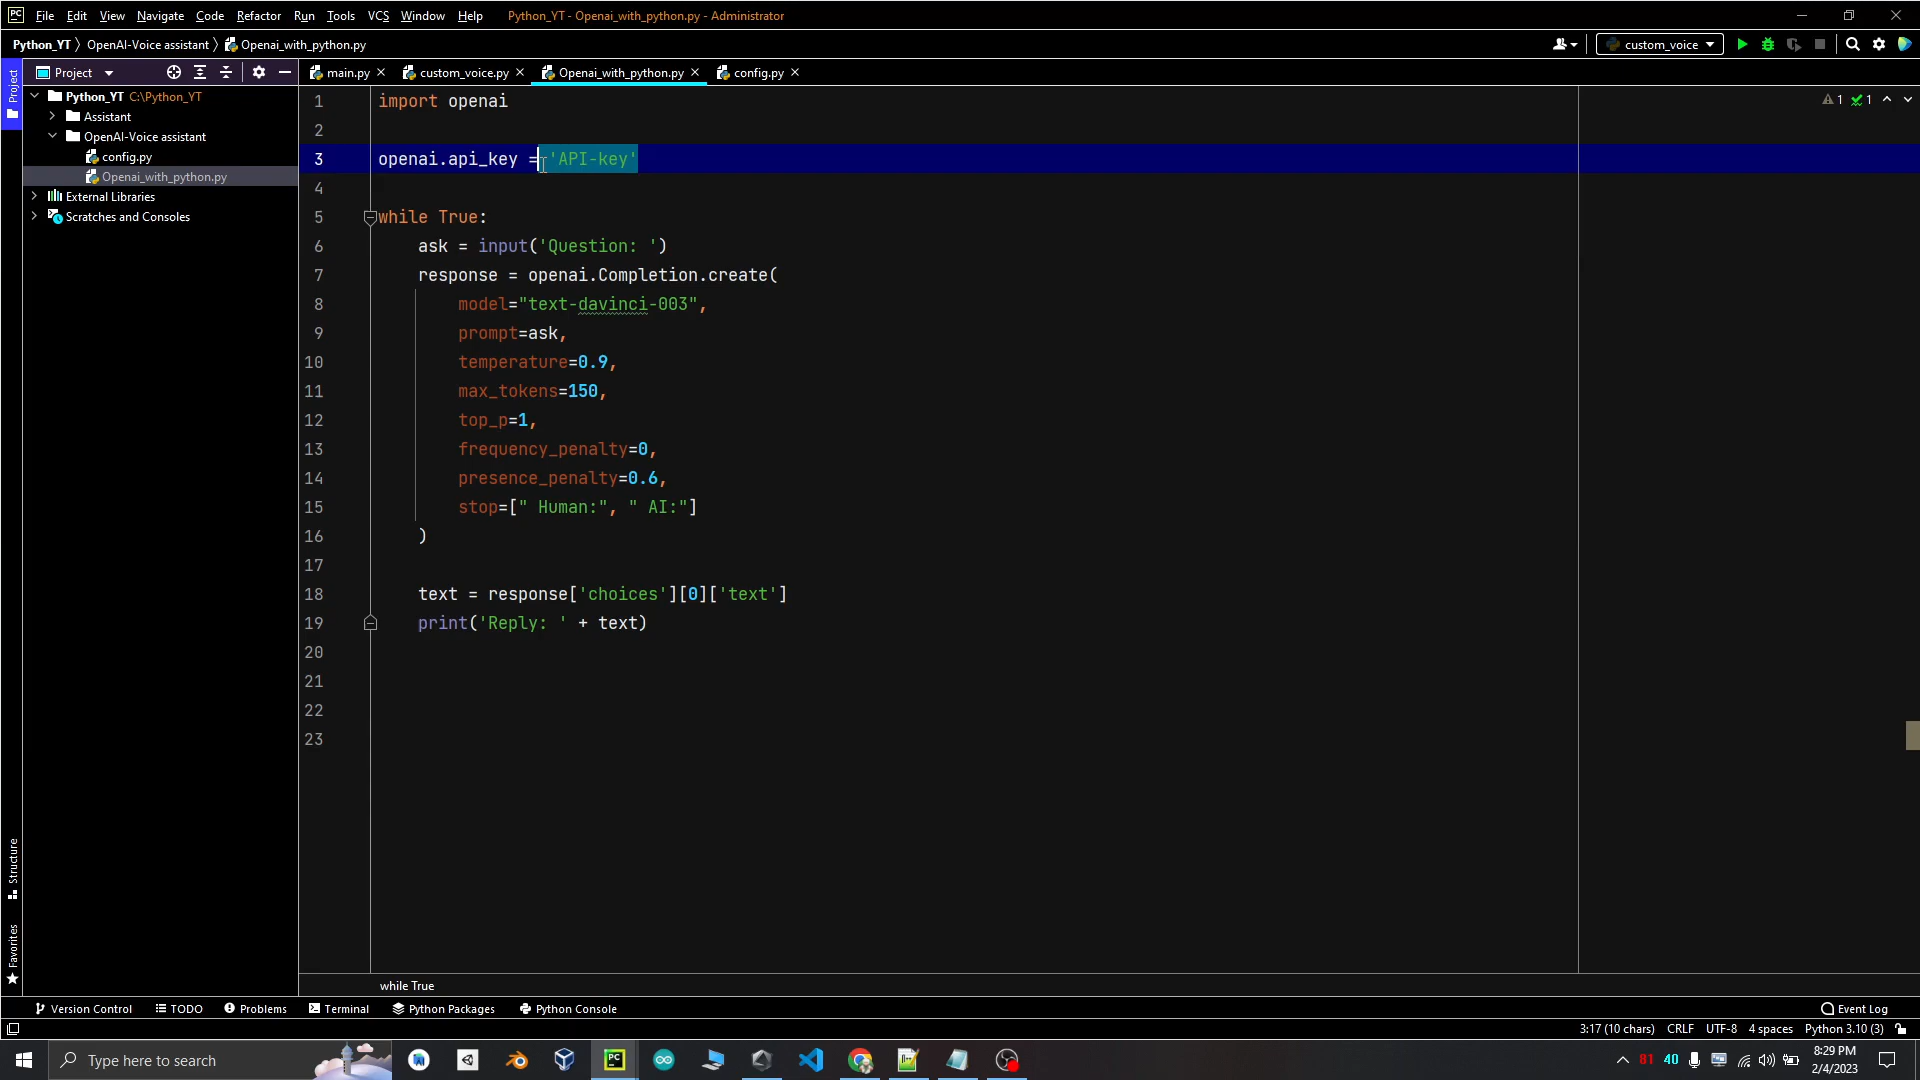 PC File Edit View Navigate Code Refactor Run Tools VCS Window Help Python_YT - Openai_with_python.py - Administrator
Python_YT OpenAI-Voice assistant Openai_with_python.py custom_voice
Project
Project
main.py custom_voice.py Openai_with_python.py config.py
Python_YT C:\Python_YT
Assistant
OpenAI-Voice assistant
config.py
Openai_with_python.py
External Libraries
Scratches and Consoles
1 import openai
2
3 openai.api_key = 'API-key'
4
5 while True:
6 ask = input('Question: ')
7 response = openai.Completion.create(
8 model="text-davinci-003",
9 prompt=ask,
10 temperature=0.9,
11 max_tokens=150,
12 top_p=1,
13 frequency_penalty=0,
14 presence_penalty=0.6,
15 stop=[" Human:", " AI:"]
16 )
17
18 text = response['choices'][0]['text']
19 print('Reply: ' + text)
20
21
22
23
1 1
Structure
Favorites
while True
Version Control TODO Problems Terminal Python Packages Python Console Event Log
3:17 (10 chars) CRLF UTF-8 4 spaces Python 3.10 (3)
Type here to search
PC
81 40
8:29 PM
2/4/2023